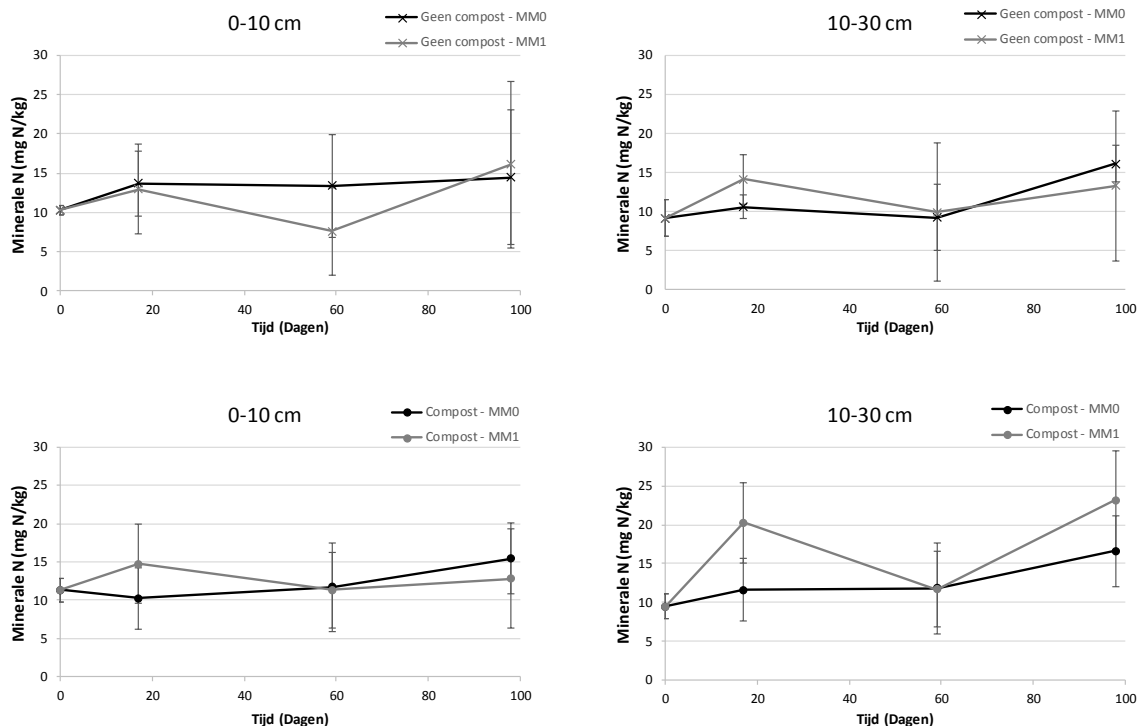 0-10 cm
Geen compost - MM0
Geen compost - MM1
Minerale N (mg N/kg)
30
25
20
15
10
5
0
0 20 40 60 80 100
Tijd (Dagen)
10-30 cm
Geen compost - MM0
Geen compost - MM1
Minerale N (mg N/kg)
30
25
20
15
10
5
0
0 20 40 60 80 100
Tijd (Dagen)
0-10 cm
Compost - MM0
Compost - MM1
Minerale N (mg N/kg)
30
25
20
15
10
5
0
0 20 40 60 80 100
Tijd (Dagen)
10-30 cm
Compost - MM0
Compost - MM1
Minerale N (mg N/kg)
30
25
20
15
10
5
0
0 20 40 60 80 100
Tijd (Dagen)